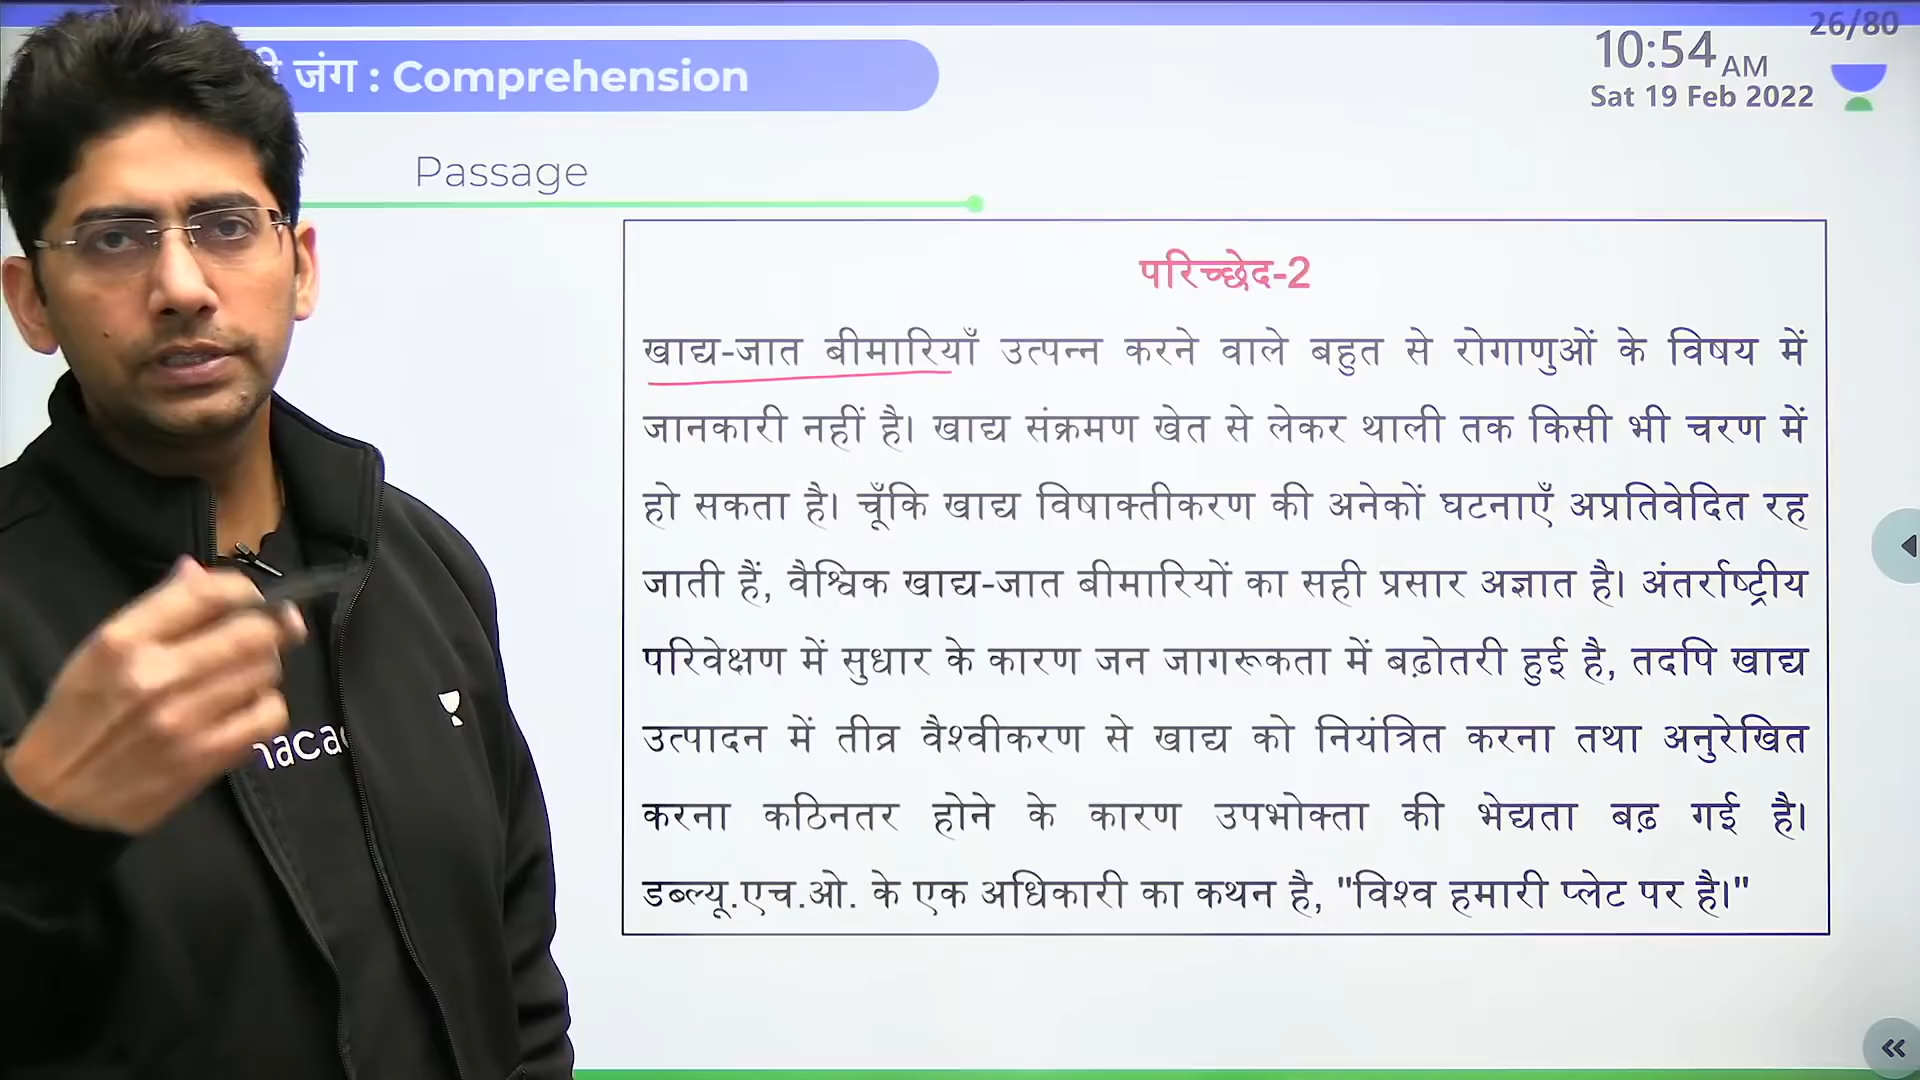 26/80
10:54 AM
जंग : Comprehension
Sat 19 Feb 2022
Passage
परिच्छेद-2
खाद्य-जात बीमारियाँ उत्पन्न करने वाले बहुत से रोगाणुओं के विषय में
जानकारी नहीं है। खाद्य संक्रमण खेत से लेकर थाली तक किसी भी चरण में
हो सकता है। चूँकि खाद्य विषाक्तीकरण की अनेकों घटनाएँ अप्रतिवेदित रह
जाती हैं, वैश्विक खाद्य-जात बीमारियों का सही प्रसार अज्ञात है। अंतर्राष्ट्रीय
परिवेक्षण में सुधार के कारण जन जागरूकता में बढ़ोतरी हुई है, तदपि खाद्य
उत्पादन में तीव्र वैश्वीकरण से खाद्य को नियंत्रित करना तथा अनुरेखित
करना कठिनतर होने के कारण उपभोक्ता की भेद्यता बढ़ गई है।
डब्ल्यू.एच.ओ. के एक अधिकारी का कथन है, "विश्व हमारी प्लेट पर है।"